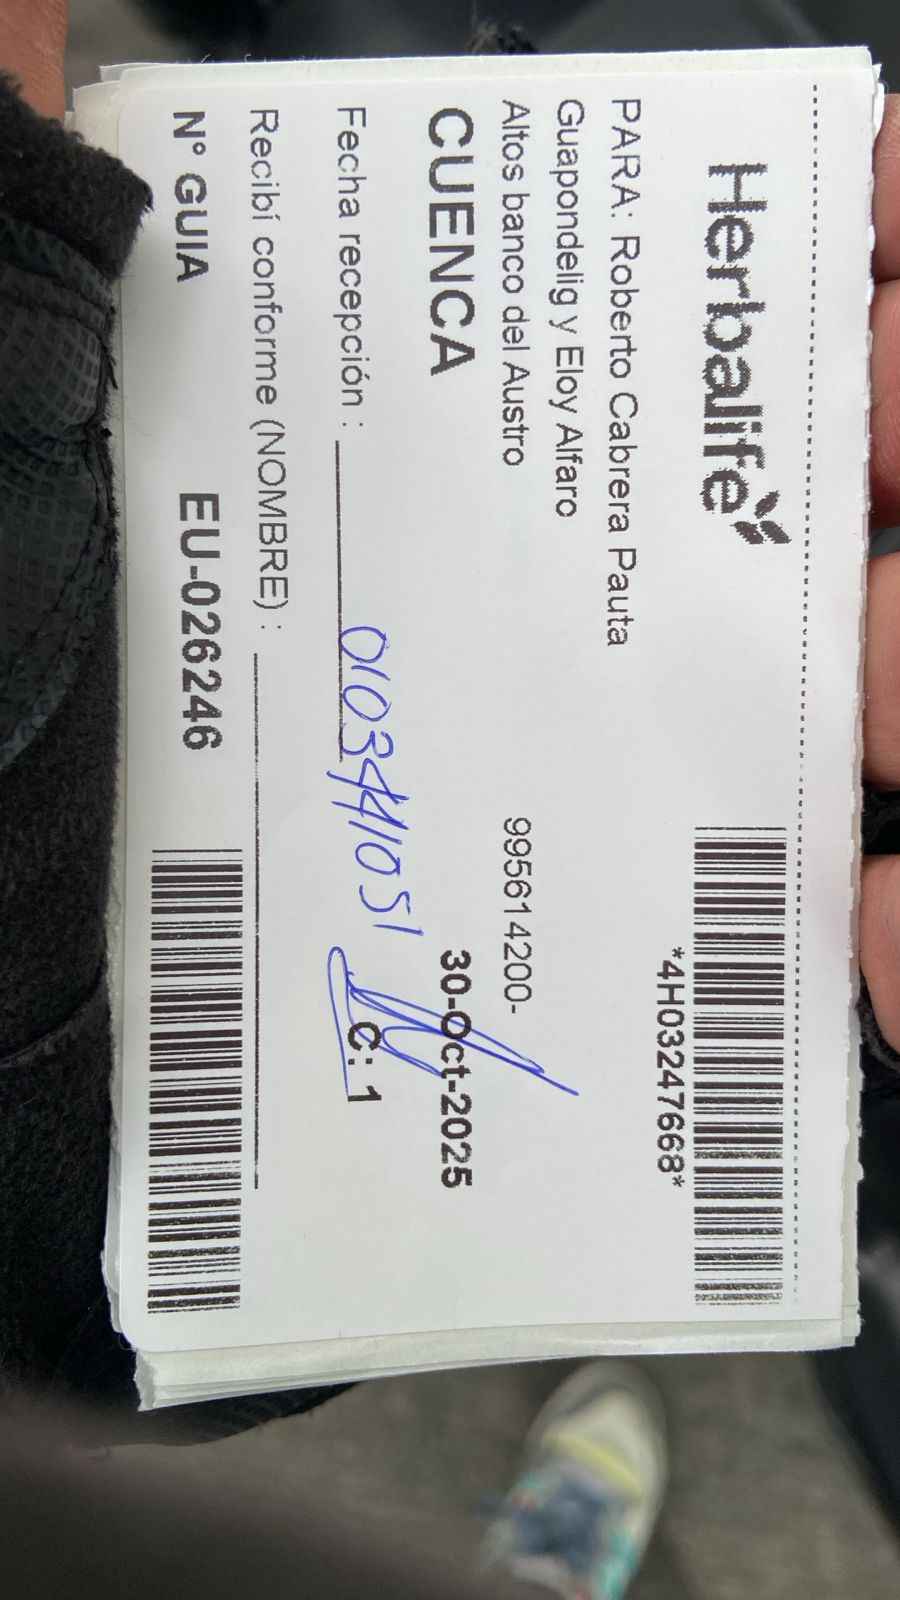 Herbalife
*4H03247668*
PARA: Roberto Cabrera Pauta
Guapondelig y Eloy Alfaro
Altos banco del Austro
995614200-
CUENCA
30-Oct-2025
Fecha recepción :
0103441051
C: 1
Recibí conforme (NOMBRE) :
N° GUIA
EU-026246